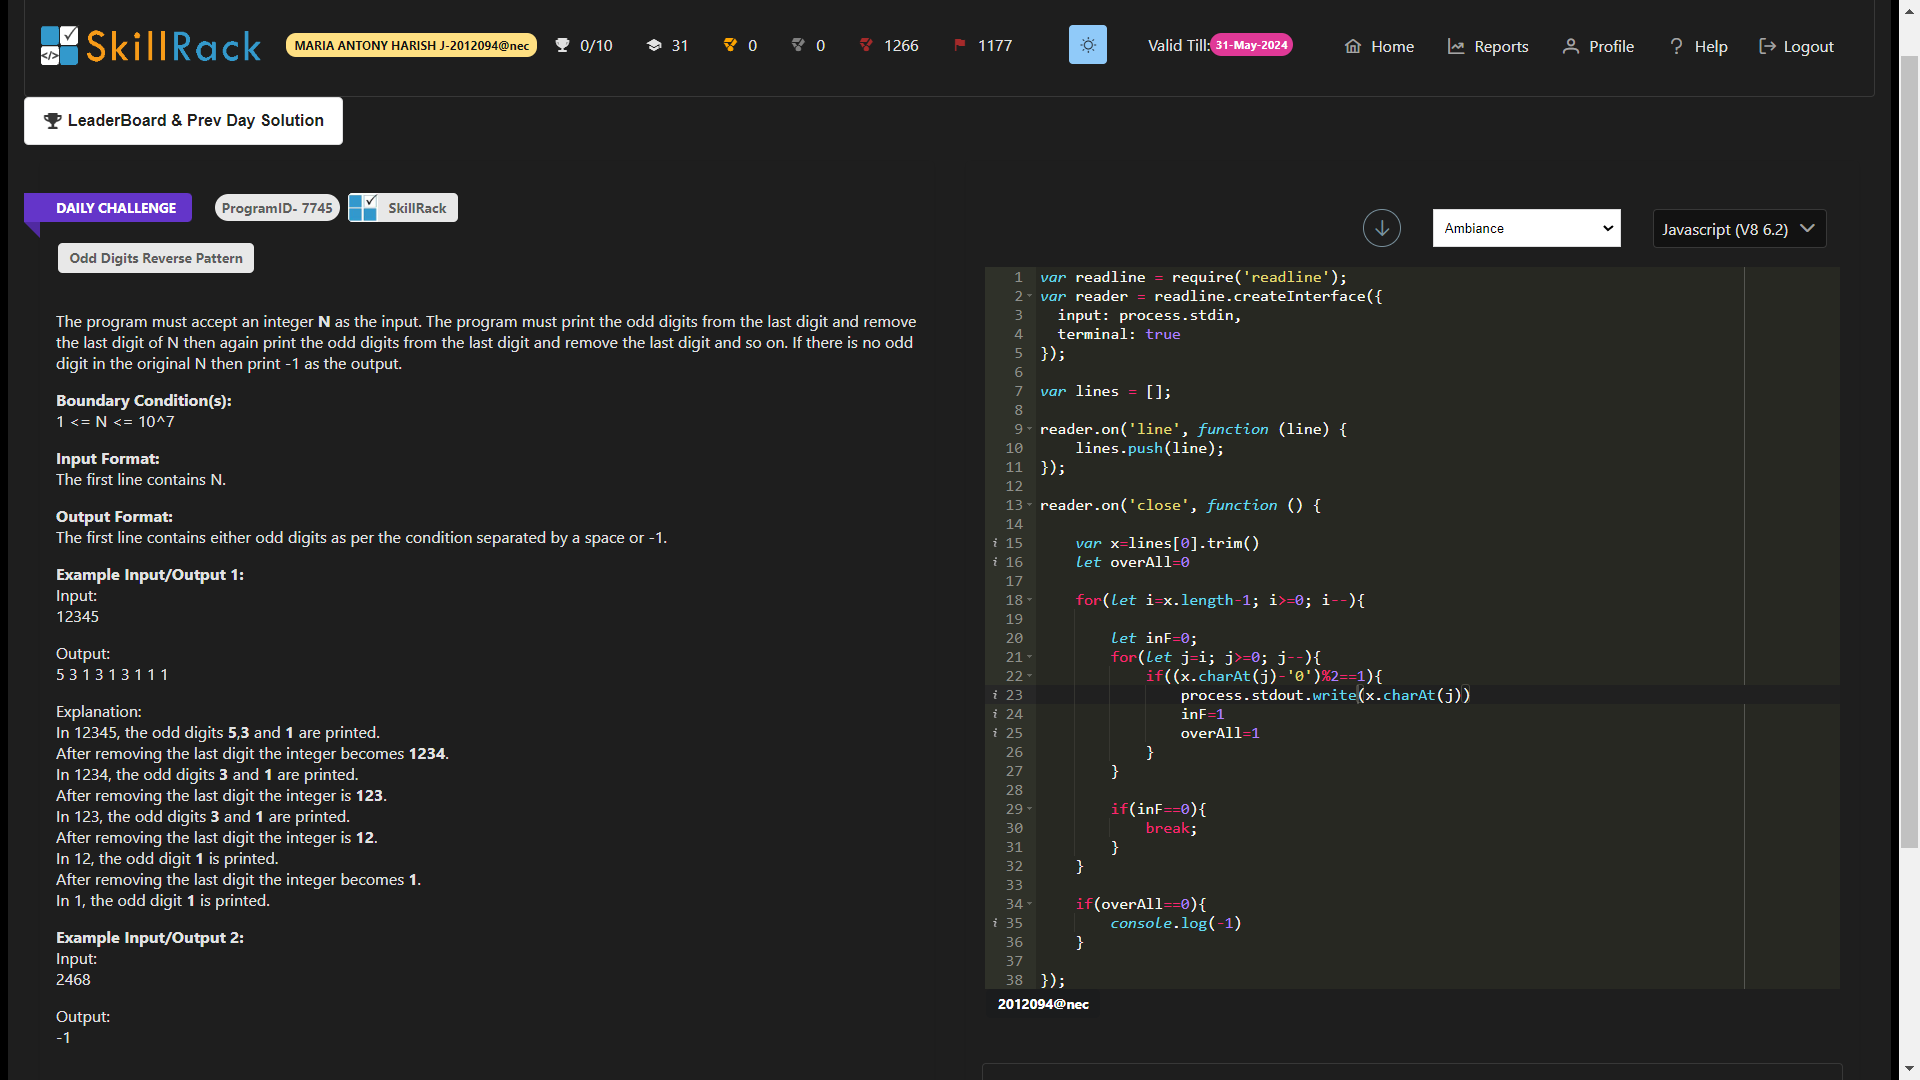 SkillRack
MARIA ANTONY HARISH J-2012094@nec
0/10
31
0
0
1266
1177
Valid Till:31-May-2024
Home
Reports
Profile
Help
Logout
LeaderBoard & Prev Day Solution
DAILY CHALLENGE
ProgramID- 7745
SkillRack
Odd Digits Reverse Pattern
The program must accept an integer N as the input. The program must print the odd digits from the last digit and remove
the last digit of N then again print the odd digits from the last digit and remove the last digit and so on. If there is no odd
digit in the original N then print -1 as the output.
Boundary Condition(s):
1 <= N <= 10^7
Input Format:
The first line contains N.
Output Format:
The first line contains either odd digits as per the condition separated by a space or -1.
Example Input/Output 1:
Input:
12345
Output:
5 3 1 3 1 3 1 1 1
Explanation:
In 12345, the odd digits 5,3 and 1 are printed.
After removing the last digit the integer becomes 1234.
In 1234, the odd digits 3 and 1 are printed.
After removing the last digit the integer is 123.
In 123, the odd digits 3 and 1 are printed.
After removing the last digit the integer is 12.
In 12, the odd digit 1 is printed.
After removing the last digit the integer becomes 1.
In 1, the odd digit 1 is printed.
Example Input/Output 2:
Input:
2468
Output:
-1
Ambiance
Javascript (V8 6.2)
1 var readline = require('readline');
2 var reader = readline.createInterface({
3   input: process.stdin,
4   terminal: true
5 });
6
7 var lines = [];
8
9 reader.on('line', function (line) {
10     lines.push(line);
11 });
12
13 reader.on('close', function () {
14
i 15     var x=lines[0].trim()
i 16     let overAll=0
17
18     for(let i=x.length-1; i>=0; i--){
19
20         let inF=0;
21         for(let j=i; j>=0; j--){
22             if((x.charAt(j)-'0')%2==1){
i 23                 process.stdout.write(x.charAt(j))
i 24                 inF=1
i 25                 overAll=1
26             }
27         }
28
29         if(inF==0){
30             break;
31         }
32     }
33
34     if(overAll==0){
i 35         console.log(-1)
36     }
37
38 });
2012094@nec